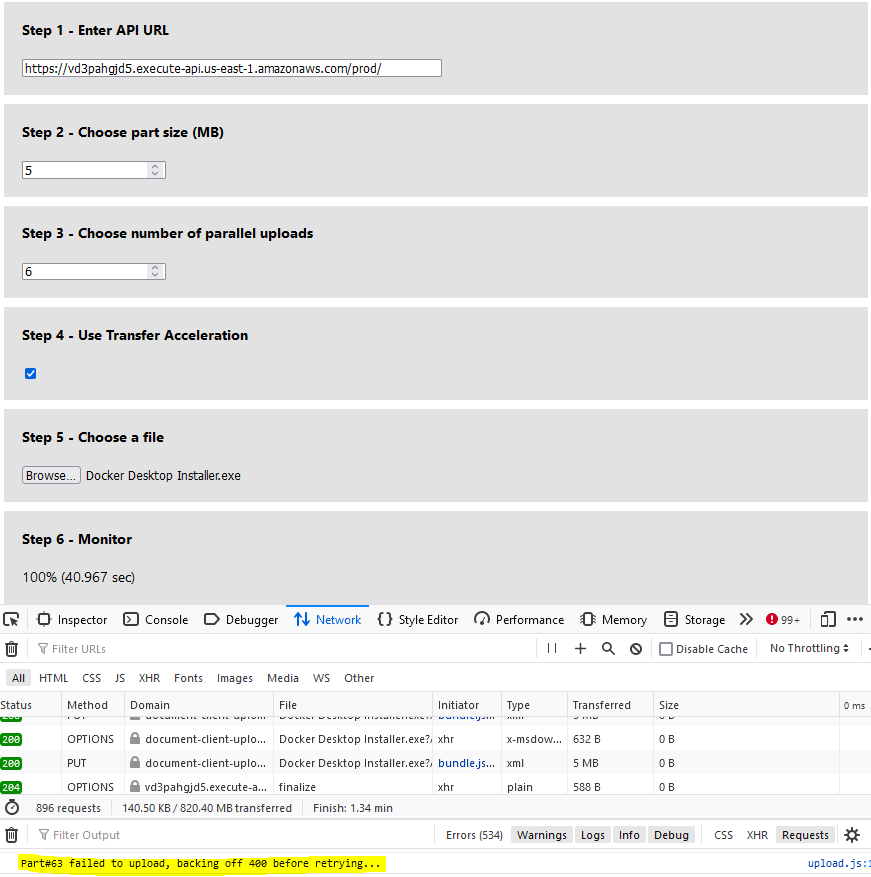 Step 1 - Enter API URL
https://vd3pahgjd5.execute-api.us-east-1.amazonaws.com/prod/
Step 2 - Choose part size (MB)
5
Step 3 - Choose number of parallel uploads
6
Step 4 - Use Transfer Acceleration
Step 5 - Choose a file
Browse... Docker Desktop Installer.exe
Step 6 - Monitor
100% (40.967 sec)
Inspector Console Debugger Network Style Editor Performance Memory Storage 99+
Filter URLs Disable Cache No Throttling
All HTML CSS JS XHR Fonts Images Media WS Other
Status Method Domain File Initiator Type Transferred Size 0 ms
200 PUT document-client-uplo... Docker Desktop Installer.exe? bundle.js... xml 5 MB 0 B
200 OPTIONS document-client-uplo... Docker Desktop Installer.exe?/ xhr x-msdow... 632 B 0 B
200 PUT document-client-uplo... Docker Desktop Installer.exe?/ bundle.js... xml 5 MB 0 B
204 OPTIONS vd3pahgjd5.execute-a... finalize xhr plain 588 B 0 B
896 requests 140.50 KB / 820.40 MB transferred Finish: 1.34 min
Filter Output Errors (534) Warnings Logs Info Debug CSS XHR Requests
Part#63 failed to upload, backing off 400 before retrying... upload.js:1